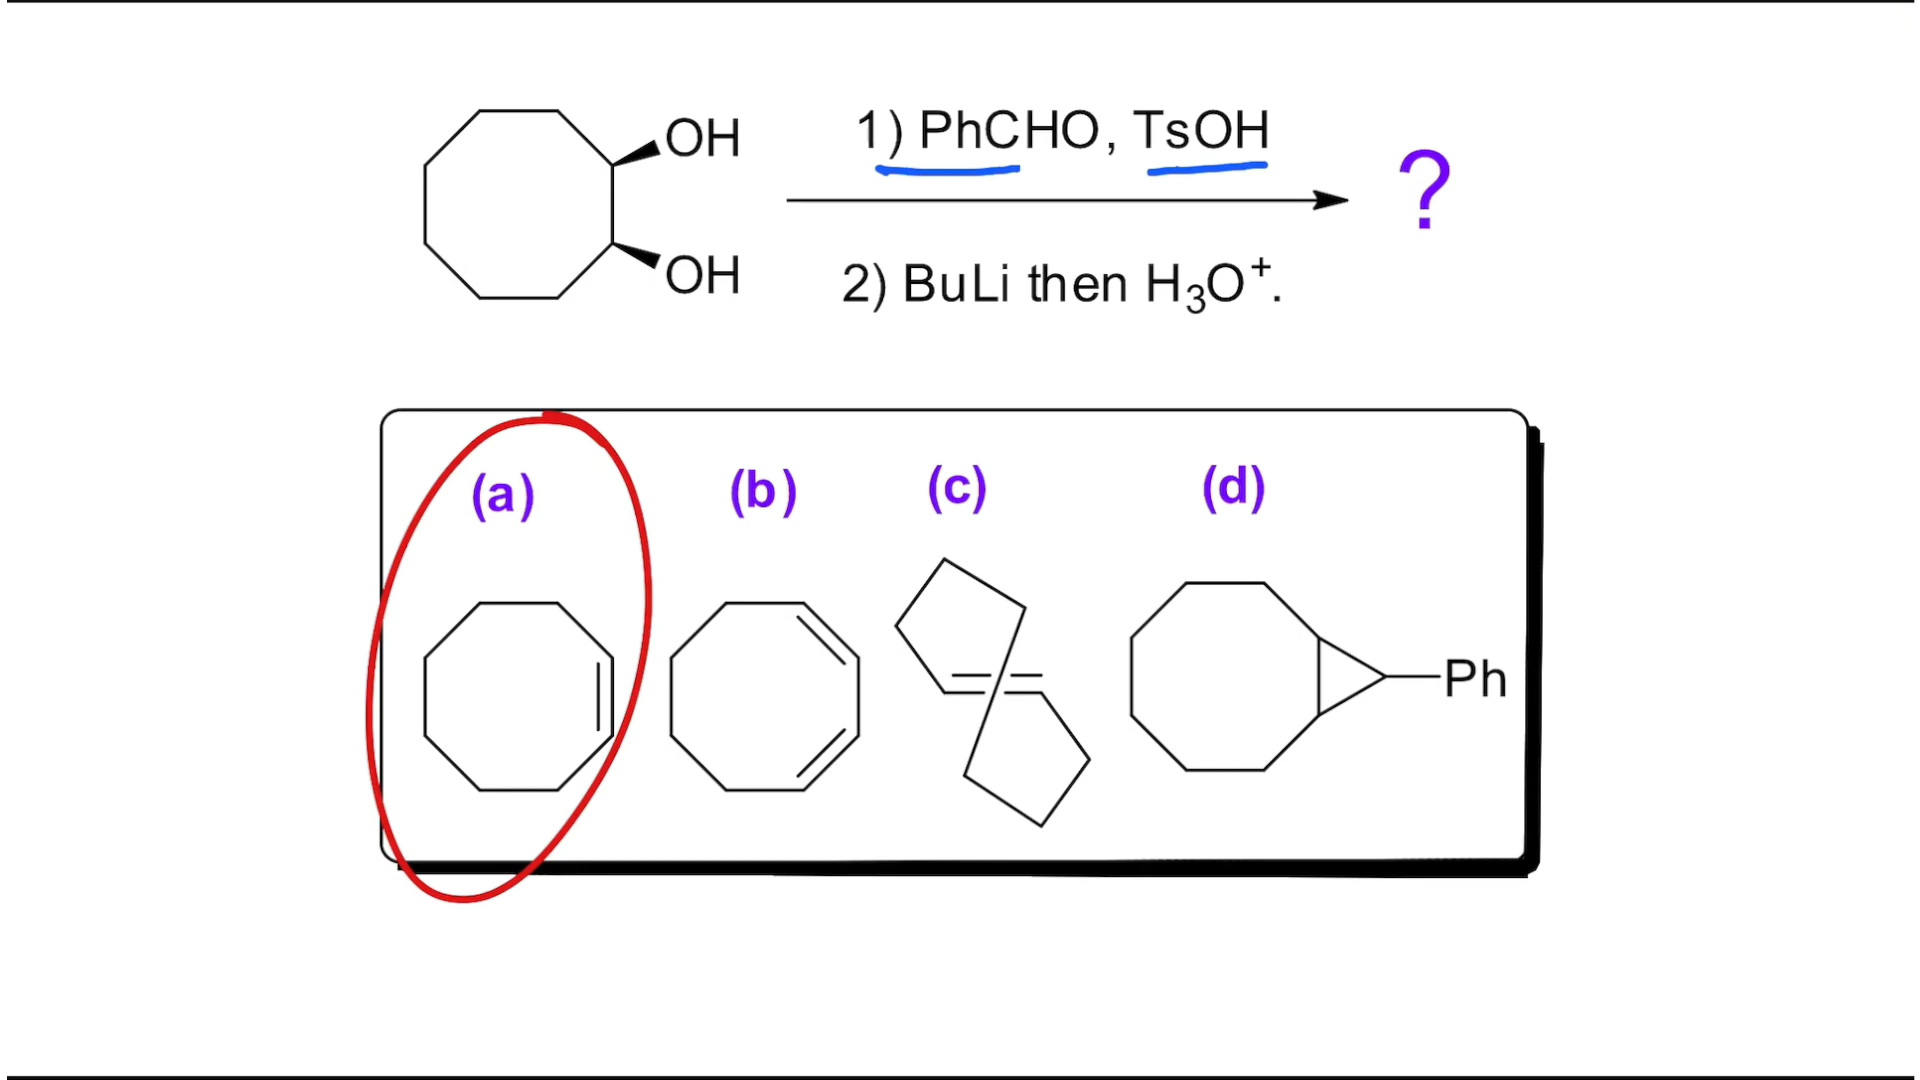 OH
OH
1) PhCHO, TsOH
2) BuLi then H₃O⁺.
?
(a)
(b)
(c)
(d)
Ph